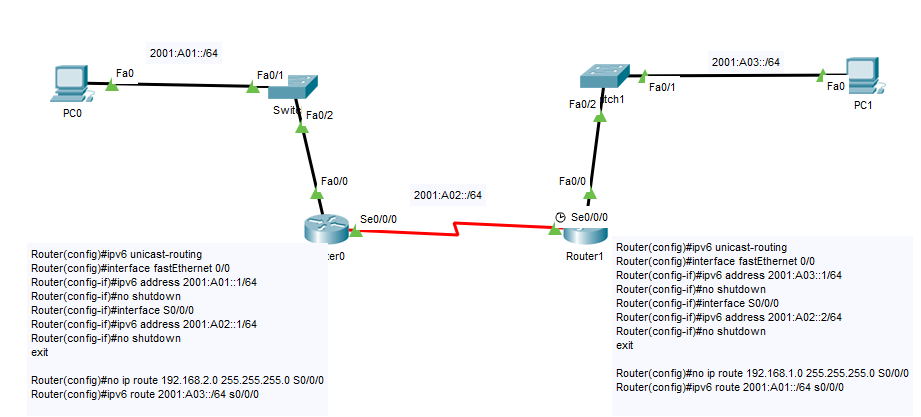 2001:A01::/64
2001:A03::/64
Fa0
Fa0/1
PC0
Fa0/2
Fa0/1
Fa0
Fa0/2
tch1
PC1
Fa0/0
2001:A02::/64
Fa0/0
Se0/0/0
Se0/0/0
Router1
Router(config)#ipv6 unicast-routing
Router(config)#interface fastEthernet 0/0
Router(config-if)#ipv6 address 2001:A01::1/64
Router(config-if)#no shutdown
Router(config-if)#interface S0/0/0
Router(config-if)#ipv6 address 2001:A02::1/64
Router(config-if)#no shutdown
exit
Router(config)#no ip route 192.168.2.0 255.255.255.0 S0/0/0
Router(config)#ipv6 route 2001:A03::/64 s0/0/0
Router(config)#ipv6 unicast-routing
Router(config)#interface fastEthernet 0/0
Router(config-if)#ipv6 address 2001:A03::1/64
Router(config-if)#no shutdown
Router(config-if)#interface S0/0/0
Router(config-if)#ipv6 address 2001:A02::2/64
Router(config-if)#no shutdown
exit
Router(config)#no ip route 192.168.1.0 255.255.255.0 S0/0/0
Router(config)#ipv6 route 2001:A01::/64 s0/0/0